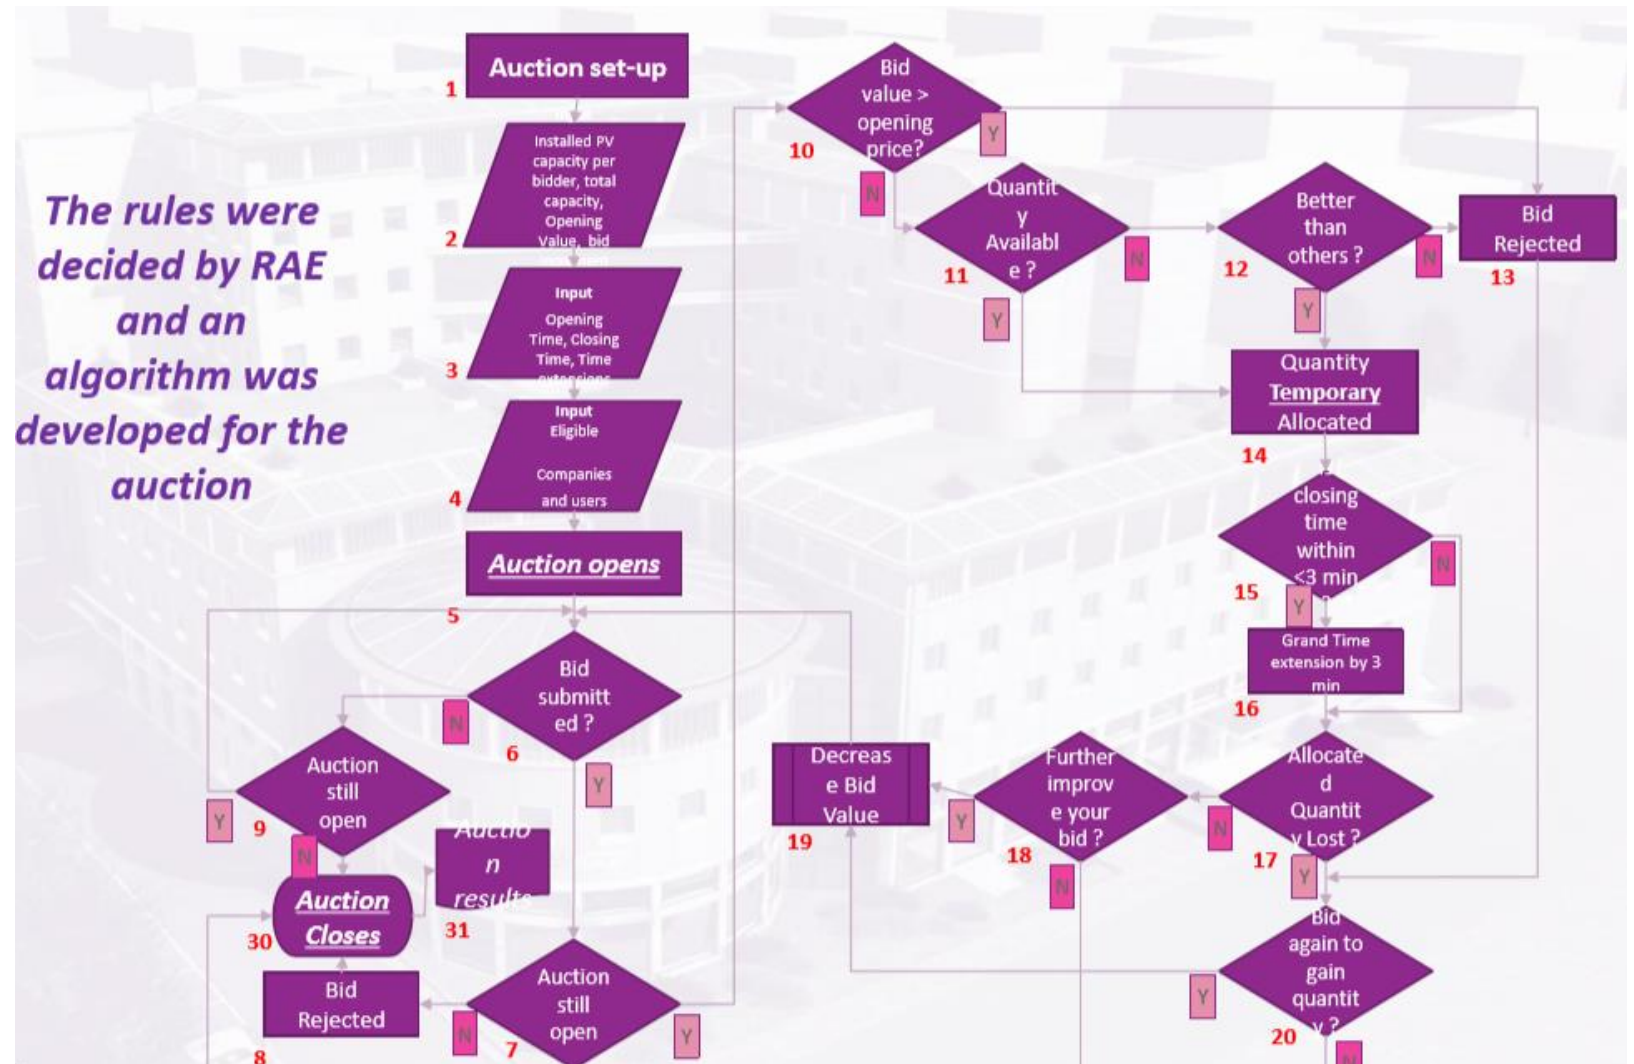 The rules were
decided by RAE
and an
algorithm was
developed for the
auction
1
Auction set-up
2
Installed PV
capacity per
bidder, total
capacity,
Opening
Value, bid
3
Input
Opening
Time, Closing
Time, Time
extensions
4
Input
Eligible
Companies
and users
5
Auction opens
6
Bid
submitt
ed ?
N
Y
9
Auction
still
open
Y
N
30
Auction
Closes
31
Auctio
n
results
8
Bid
Rejected
7
Auction
still
open
N
Y
10
Bid
value >
opening
price?
Y
N
11
Quantit
y
Availabl
e ?
N
Y
12
Better
than
others ?
N
Y
13
Bid
Rejected
14
Quantity
Temporary
Allocated
15
closing
time
within
<3 min
N
Y
16
Grand Time
extension by 3
min
17
Allocate
d
Quantit
y Lost ?
N
Y
18
Further
improv
e your
bid ?
Y
N
19
Decreas
e Bid
Value
20
Bid
again to
gain
quantit
y ?
Y
N